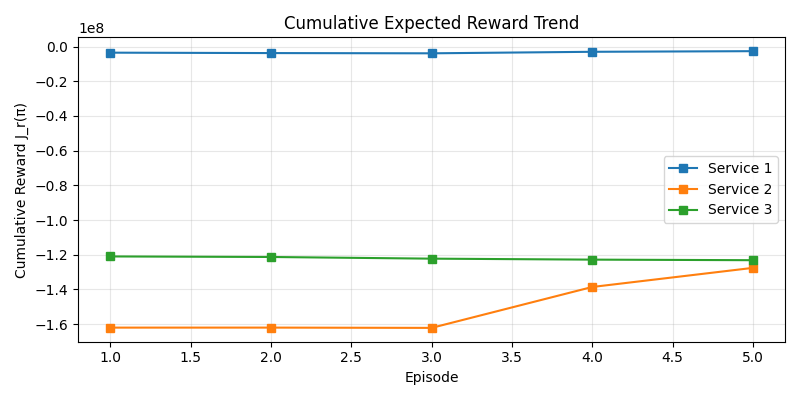 Cumulative Expected Reward Trend
1e8
0.0
−0.2
−0.4
−0.6
−0.8
−1.0
−1.2
−1.4
−1.6
Cumulative Reward J_r(π)
Service 1
Service 2
Service 3
1.0 1.5 2.0 2.5 3.0 3.5 4.0 4.5 5.0
Episode